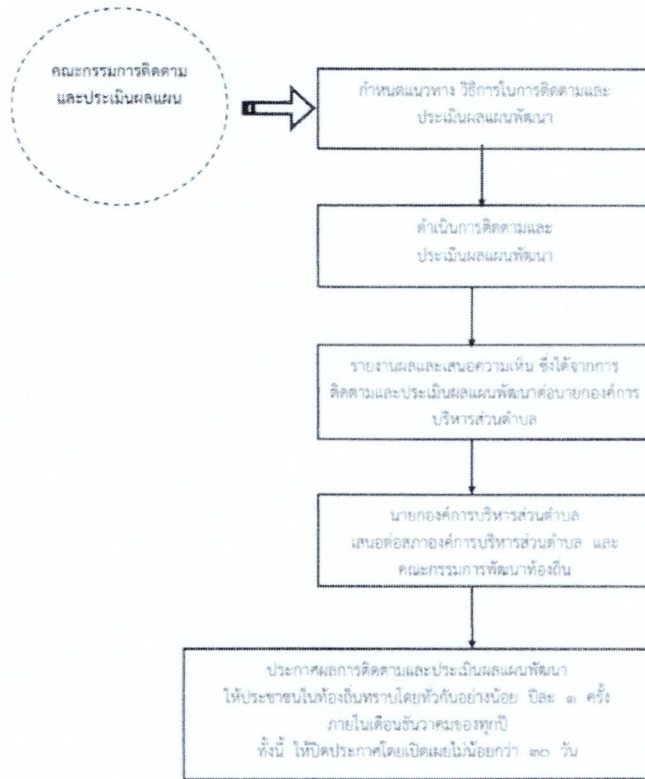 คณะกรรมการติดตาม
และประเมินผลแผน
กำหนดแนวทาง วิธีการในการติดตามและ
ประเมินผลแผนพัฒนา
ดำเนินการติดตามและ
ประเมินผลแผนพัฒนา
รายงานผลและเสนอความเห็น ซึ่งได้จากการ
ติดตามและประเมินผลแผนพัฒนาต่อนายกองค์การ
บริหารส่วนตำบล
นายกองค์การบริหารส่วนตำบล
เสนอต่อสภาองค์การบริหารส่วนตำบล และ
คณะกรรมการพัฒนาท้องถิ่น
ประกาศผลการติดตามและประเมินผลแผนพัฒนา
ให้ประชาชนในท้องถิ่นทราบโดยทั่วกันอย่างน้อย ปีละ ๑ ครั้ง
ภายในเดือนธันวาคมของทุกปี
ทั้งนี้ ให้ปิดประกาศโดยเปิดเผยไม่น้อยกว่า ๓๐ วัน